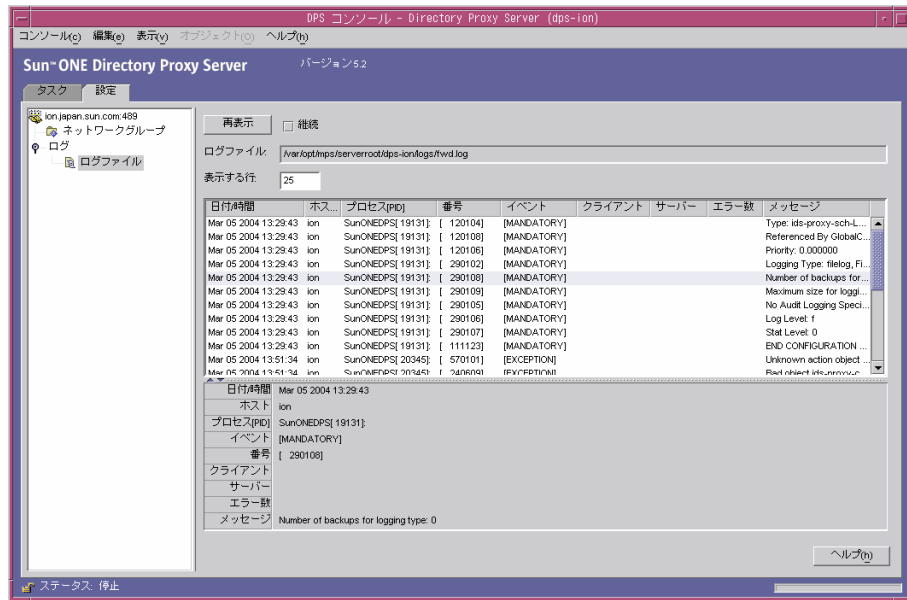 DPS コンソール - Directory Proxy Server (dps-ion)
コンソール(c) 編集(e) 表示(v) オブジェクト(o) ヘルプ(h)
Sun™ ONE Directory Proxy Server バージョン5.2
タスク 設定
ion.japan.sun.com:489
ネットワークグループ
ログ
ログファイル
再表示 継続
ログファイル: /var/opt/mps/serverroot/dps-ion/logs/fwd.log
表示する行: 25
日付/時間 ホス... プロセス[PID] 番号 イベント クライアント サーバー エラー数 メッセージ
Mar 05 2004 13:29:43 ion SunONEDPS[ 19131]: [ 120104] [MANDATORY] Type: ids-proxy-sch-L...
Mar 05 2004 13:29:43 ion SunONEDPS[ 19131]: [ 120108] [MANDATORY] Referenced By GlobalC...
Mar 05 2004 13:29:43 ion SunONEDPS[ 19131]: [ 120106] [MANDATORY] Priority: 0.000000
Mar 05 2004 13:29:43 ion SunONEDPS[ 19131]: [ 290102] [MANDATORY] Logging Type: filelog, Fi...
Mar 05 2004 13:29:43 ion SunONEDPS[ 19131]: [ 290108] [MANDATORY] Number of backups for...
Mar 05 2004 13:29:43 ion SunONEDPS[ 19131]: [ 290109] [MANDATORY] Maximum size for loggi...
Mar 05 2004 13:29:43 ion SunONEDPS[ 19131]: [ 290105] [MANDATORY] No Audit Logging Speci...
Mar 05 2004 13:29:43 ion SunONEDPS[ 19131]: [ 290106] [MANDATORY] Log Level: f
Mar 05 2004 13:29:43 ion SunONEDPS[ 19131]: [ 290107] [MANDATORY] Stat Level: 0
Mar 05 2004 13:29:43 ion SunONEDPS[ 19131]: [ 111123] [MANDATORY] END CONFIGURATION ...
Mar 05 2004 13:51:34 ion SunONEDPS[ 20345]: [ 570101] [EXCEPTION] Unknown action object ...
Mar 05 2004 13:51:34 ion SunONEDPS[ 20345]: [ 240609] [EXCEPTION] Bad object ids-proxy-c...
日付/時間 Mar 05 2004 13:29:43
ホスト ion
プロセス[PID] SunONEDPS[ 19131]:
イベント [MANDATORY]
番号 [ 290108]
クライアント
サーバー
エラー数
メッセージ Number of backups for logging type: 0
ヘルプ(h)
ステータス: 停止